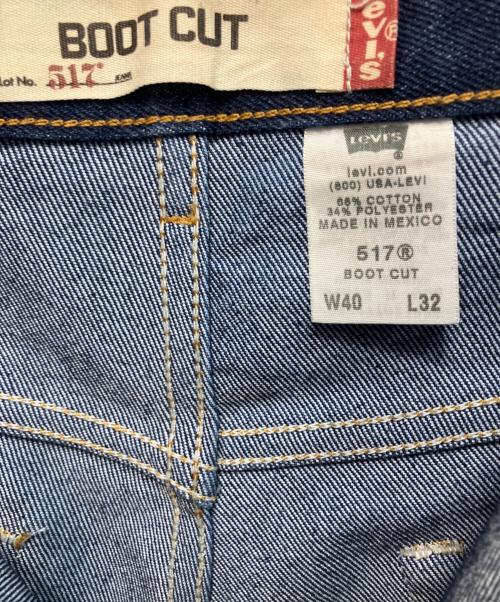 BOOT CUT
Lot No. 517 JEANS
Levi's®
Levi's
®
levi.com
(800) USA-LEVI
66% COTTON
34% POLYESTER
MADE IN MEXICO
517®
BOOT CUT
W40 L32